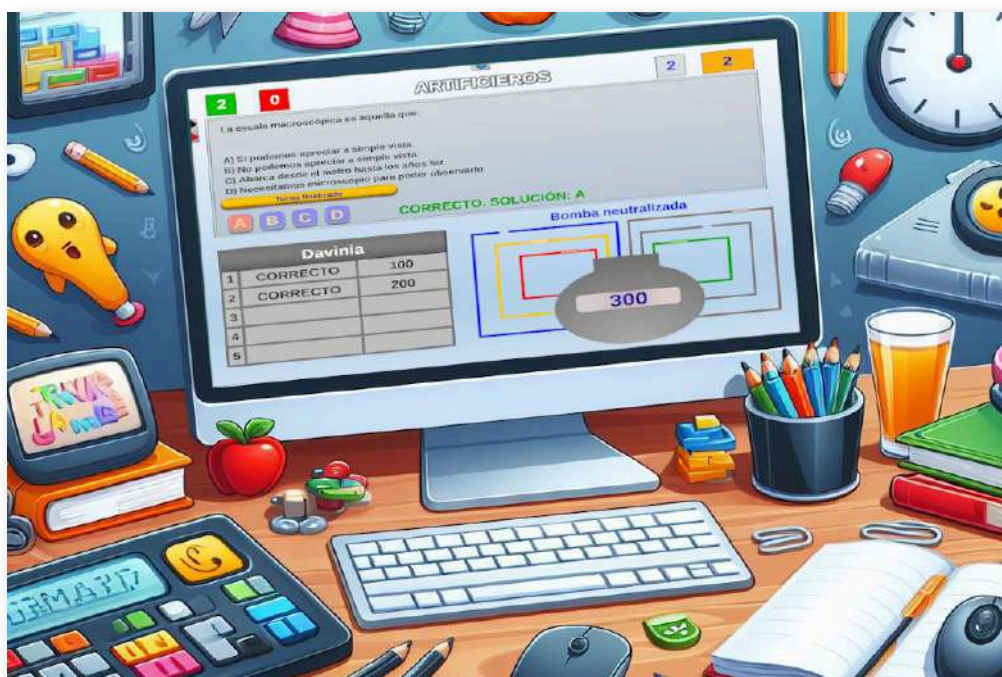 ARTIFICIEROS
2 0 2 2
La escala macroscópica es aquella que:
A) Si podemos apreciar a simple vista
B) No podemos apreciar a simple vista
C) Abarca desde el metro hasta los años luz
D) Necesitamos microscopio para poder observarlo
Turno finalizado
A B C D
CORRECTO. SOLUCIÓN: A
Bomba neutralizada
Davinia
1 CORRECTO 100
2 CORRECTO 200
3
4
5
300